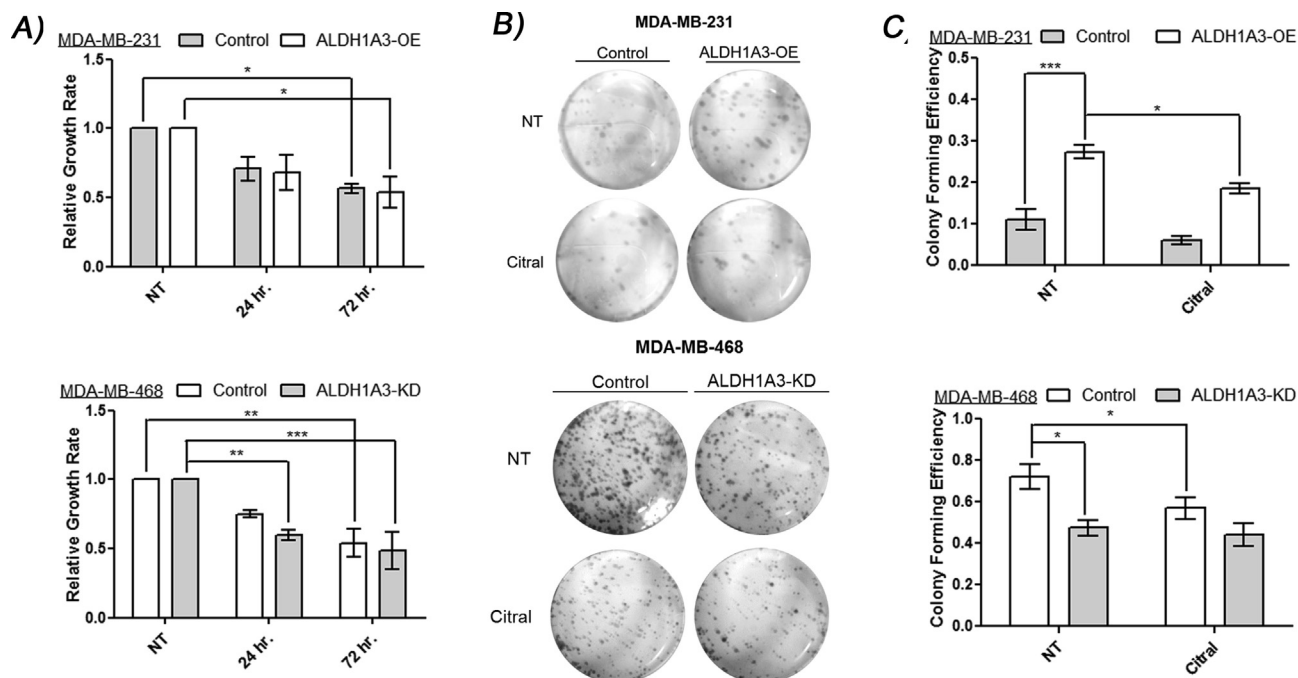 A)
MDA-MB-231 Control ALDH1A3-OE
1.5
1.0
0.5
0.0
Relative Growth Rate
*
*
NT
24 hr.
72 hr.
MDA-MB-468 Control ALDH1A3-KD
1.5
1.0
0.5
0.0
Relative Growth Rate
**
***
**
NT
24 hr.
72 hr.
B)
MDA-MB-231
Control ALDH1A3-OE
NT
Citral
MDA-MB-468
Control ALDH1A3-KD
NT
Citral
C,
MDA-MB-231 Control ALDH1A3-OE
0.5
0.4
0.3
0.2
0.1
0.0
Colony Forming Efficiency
***
*
NT
Citral
MDA-MB-468 Control ALDH1A3-KD
1.0
0.8
0.6
0.4
0.2
0.0
Colony Forming Efficiency
*
*
NT
Citral